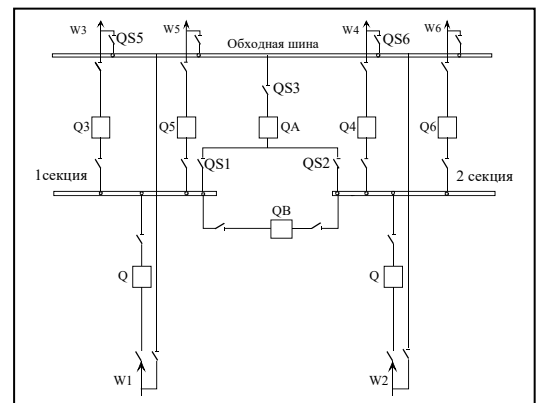 W3
QS5
W5
Обходная шина
W4
QS6
W6
QS3
Q3
Q5
QA
Q4
Q6
QS1
QS2
1секция
2 секция
QB
Q
Q
W1
W2